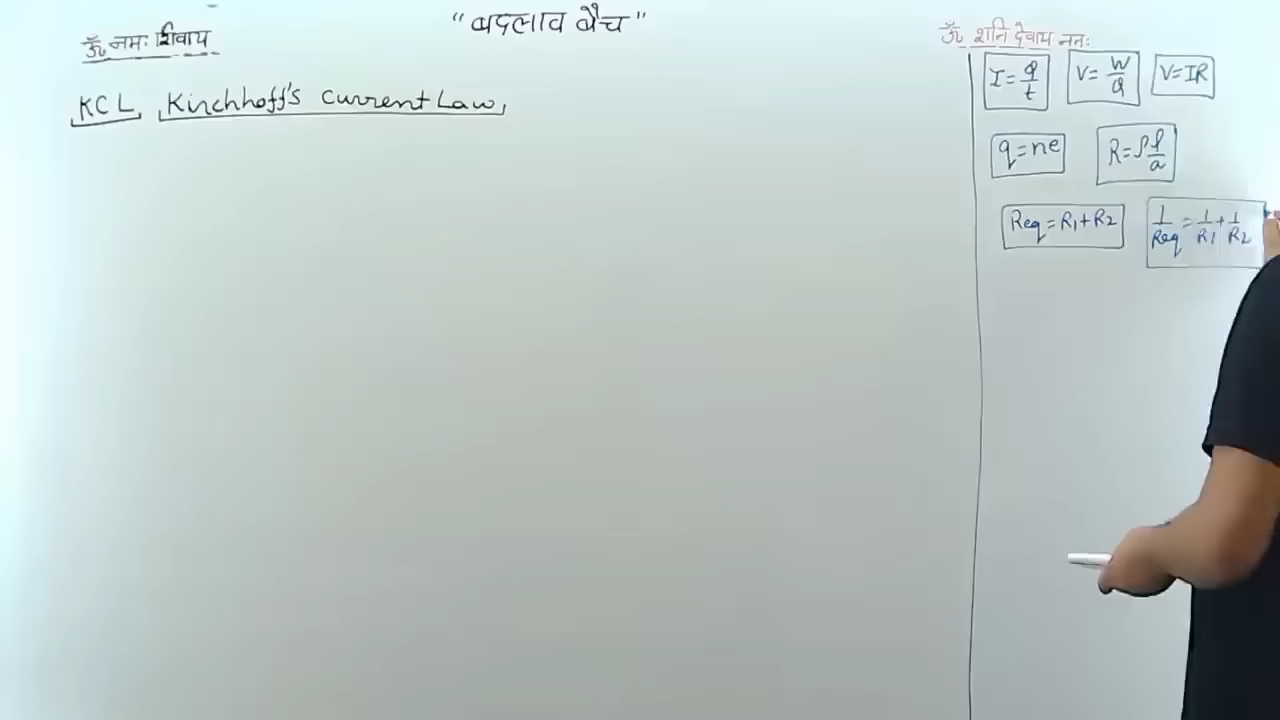 "बदलाव बैच"
ॐ नमः शिवाय
KCL Kirchhoff's Current Law,
ॐ शनि देवाय नमः
I = Q/t V = W/Q V=IR
q=ne R=ρl/a
Req = R1+R2 1/Req = 1/R1 + 1/R2